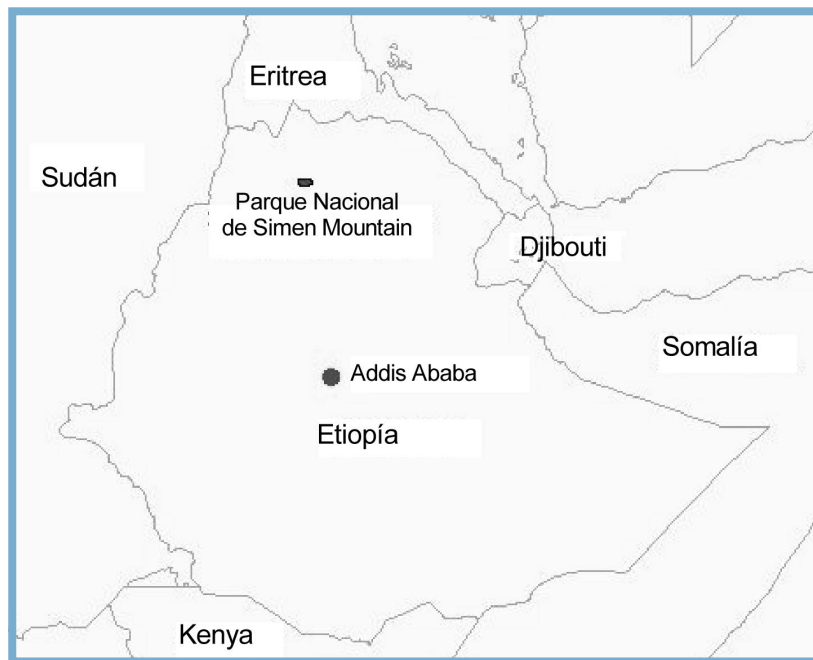 Eritrea
Sudán
Parque Nacional
de Simen Mountain
Djibouti
Somalía
Addis Ababa
Etiopía
Kenya